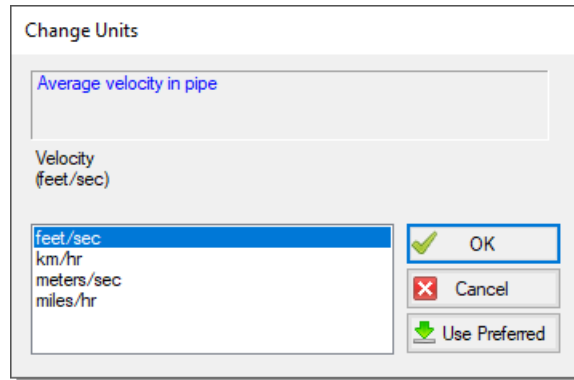 Change Units
Average velocity in pipe
Velocity
(feet/sec)
feet/sec
km/hr
meters/sec
miles/hr
OK
Cancel
Use Preferred